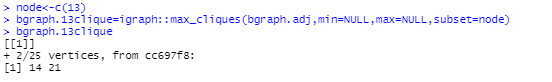 > node<-c(13)
> bgraph.13clique=igraph::max_cliques(bgraph.adj,min=NULL,max=NULL,subset=node)
> bgraph.13clique
[[1]]
+ 2/25 vertices, from cc697f8:
[1] 14 21